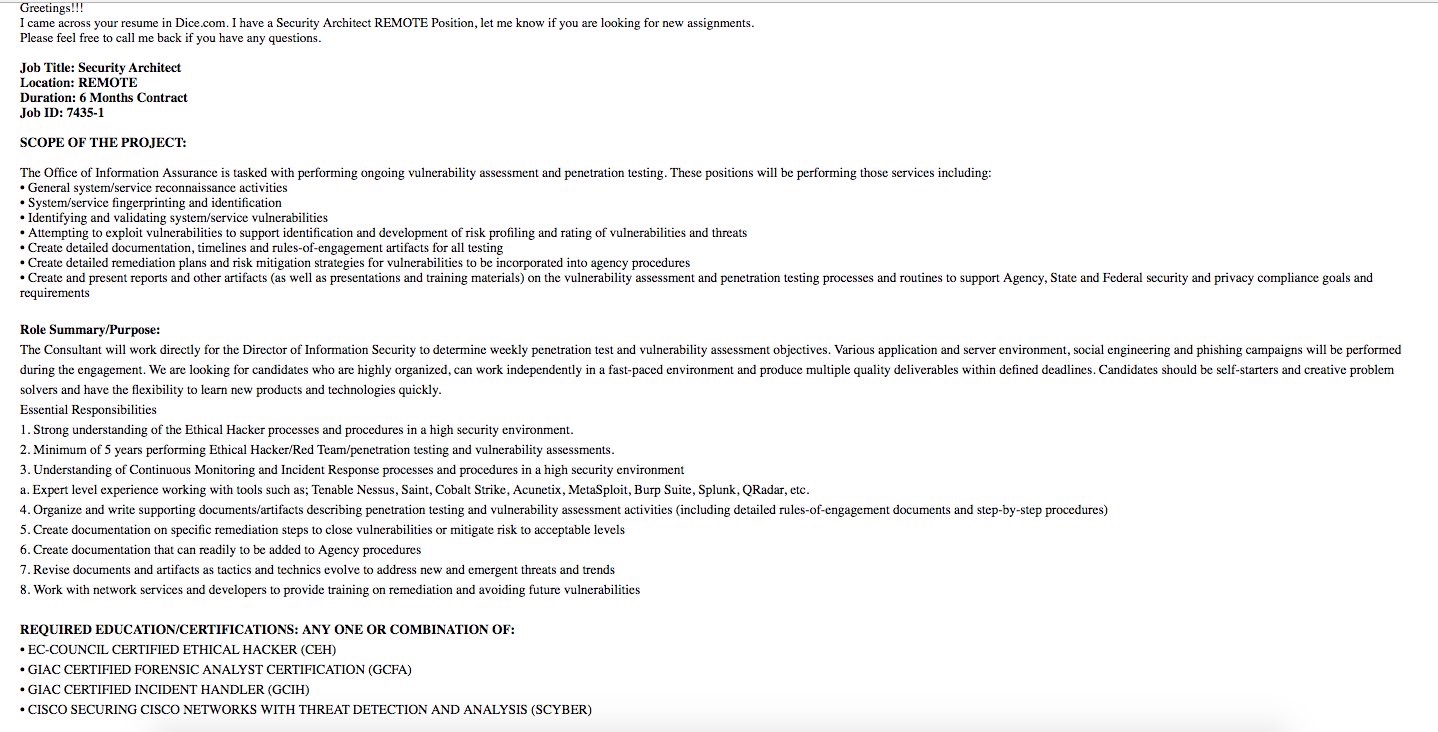 Greetings!!!
I came across your resume in Dice.com. I have a Security Architect REMOTE Position, let me know if you are looking for new assignments.
Please feel free to call me back if you have any questions.
Job Title: Security Architect
Location: REMOTE
Duration: 6 Months Contract
Job ID: 7435-1
SCOPE OF THE PROJECT:
The Office of Information Assurance is tasked with performing ongoing vulnerability assessment and penetration testing. These positions will be performing those services including:
• General system/service reconnaissance activities
• System/service fingerprinting and identification
• Identifying and validating system/service vulnerabilities
• Attempting to exploit vulnerabilities to support identification and development of risk profiling and rating of vulnerabilities and threats
• Create detailed documentation, timelines and rules-of-engagement artifacts for all testing
• Create detailed remediation plans and risk mitigation strategies for vulnerabilities to be incorporated into agency procedures
• Create and present reports and other artifacts (as well as presentations and training materials) on the vulnerability assessment and penetration testing processes and routines to support Agency, State and Federal security and privacy compliance goals and
requirements
Role Summary/Purpose:
The Consultant will work directly for the Director of Information Security to determine weekly penetration test and vulnerability assessment objectives. Various application and server environment, social engineering and phishing campaigns will be performed
during the engagement. We are looking for candidates who are highly organized, can work independently in a fast-paced environment and produce multiple quality deliverables within defined deadlines. Candidates should be self-starters and creative problem
solvers and have the flexibility to learn new products and technologies quickly.
Essential Responsibilities
1. Strong understanding of the Ethical Hacker processes and procedures in a high security environment.
2. Minimum of 5 years performing Ethical Hacker/Red Team/penetration testing and vulnerability assessments.
3. Understanding of Continuous Monitoring and Incident Response processes and procedures in a high security environment
a. Expert level experience working with tools such as; Tenable Nessus, Saint, Cobalt Strike, Acunetix, MetaSploit, Burp Suite, Splunk, QRadar, etc.
4. Organize and write supporting documents/artifacts describing penetration testing and vulnerability assessment activities (including detailed rules-of-engagement documents and step-by-step procedures)
5. Create documentation on specific remediation steps to close vulnerabilities or mitigate risk to acceptable levels
6. Create documentation that can readily to be added to Agency procedures
7. Revise documents and artifacts as tactics and technics evolve to address new and emergent threats and trends
8. Work with network services and developers to provide training on remediation and avoiding future vulnerabilities
REQUIRED EDUCATION/CERTIFICATIONS: ANY ONE OR COMBINATION OF:
• EC-COUNCIL CERTIFIED ETHICAL HACKER (CEH)
• GIAC CERTIFIED FORENSIC ANALYST CERTIFICATION (GCFA)
• GIAC CERTIFIED INCIDENT HANDLER (GCIH)
• CISCO SECURING CISCO NETWORKS WITH THREAT DETECTION AND ANALYSIS (SCYBER)